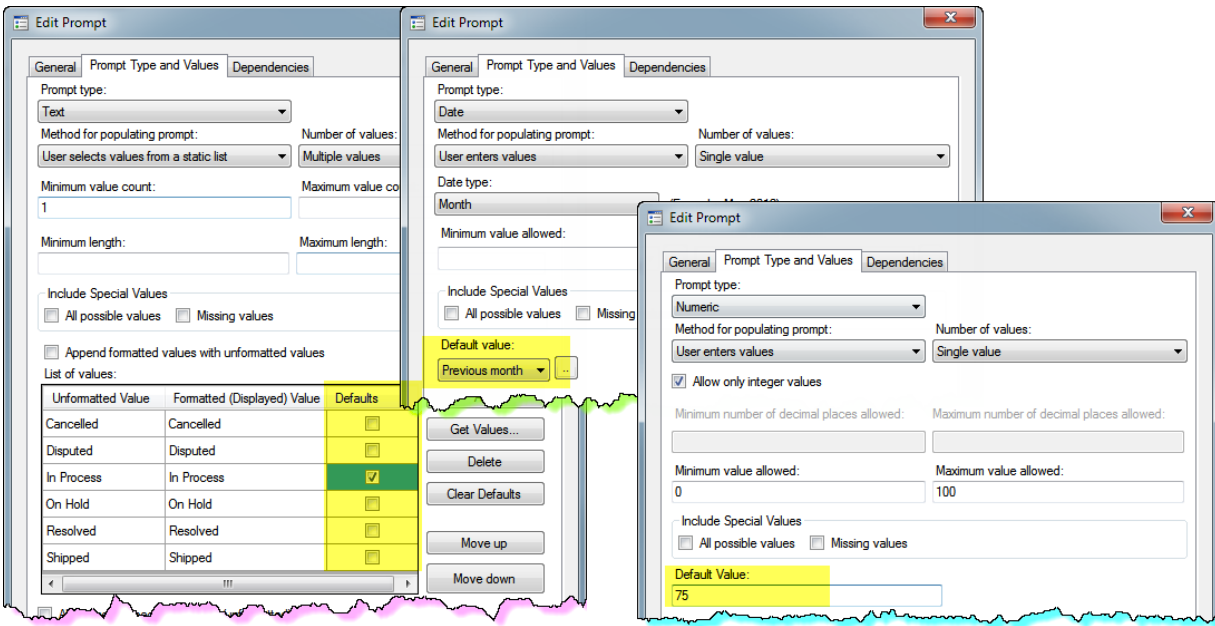 Edit Prompt
General Prompt Type and Values Dependencies
Prompt type:
Text
Method for populating prompt: Number of values:
User selects values from a static list Multiple values
Minimum value count: Maximum value
1
Minimum length: Maximum length:
Include Special Values
All possible values Missing values
Append formatted values with unformatted values
List of values:
Unformatted Value Formatted (Displayed) Value Defaults
Cancelled Cancelled
Disputed Disputed
In Process In Process
On Hold On Hold
Resolved Resolved
Shipped Shipped
Get Values...
Delete
Clear Defaults
Move up
Move down
Edit Prompt
General Prompt Type and Values Dependencies
Prompt type:
Date
Method for populating prompt: Number of values:
User enters values Single value
Date type:
Month
Minimum value allowed:
Include Special Values
All possible values Missing
Default value:
Previous month ..
Edit Prompt
General Prompt Type and Values Dependencies
Prompt type:
Numeric
Method for populating prompt: Number of values:
User enters values Single value
Allow only integer values
Minimum number of decimal places allowed: Maximum number of decimal places allowed:
Minimum value allowed: Maximum value allowed:
0 100
Include Special Values
All possible values Missing values
Default Value:
75